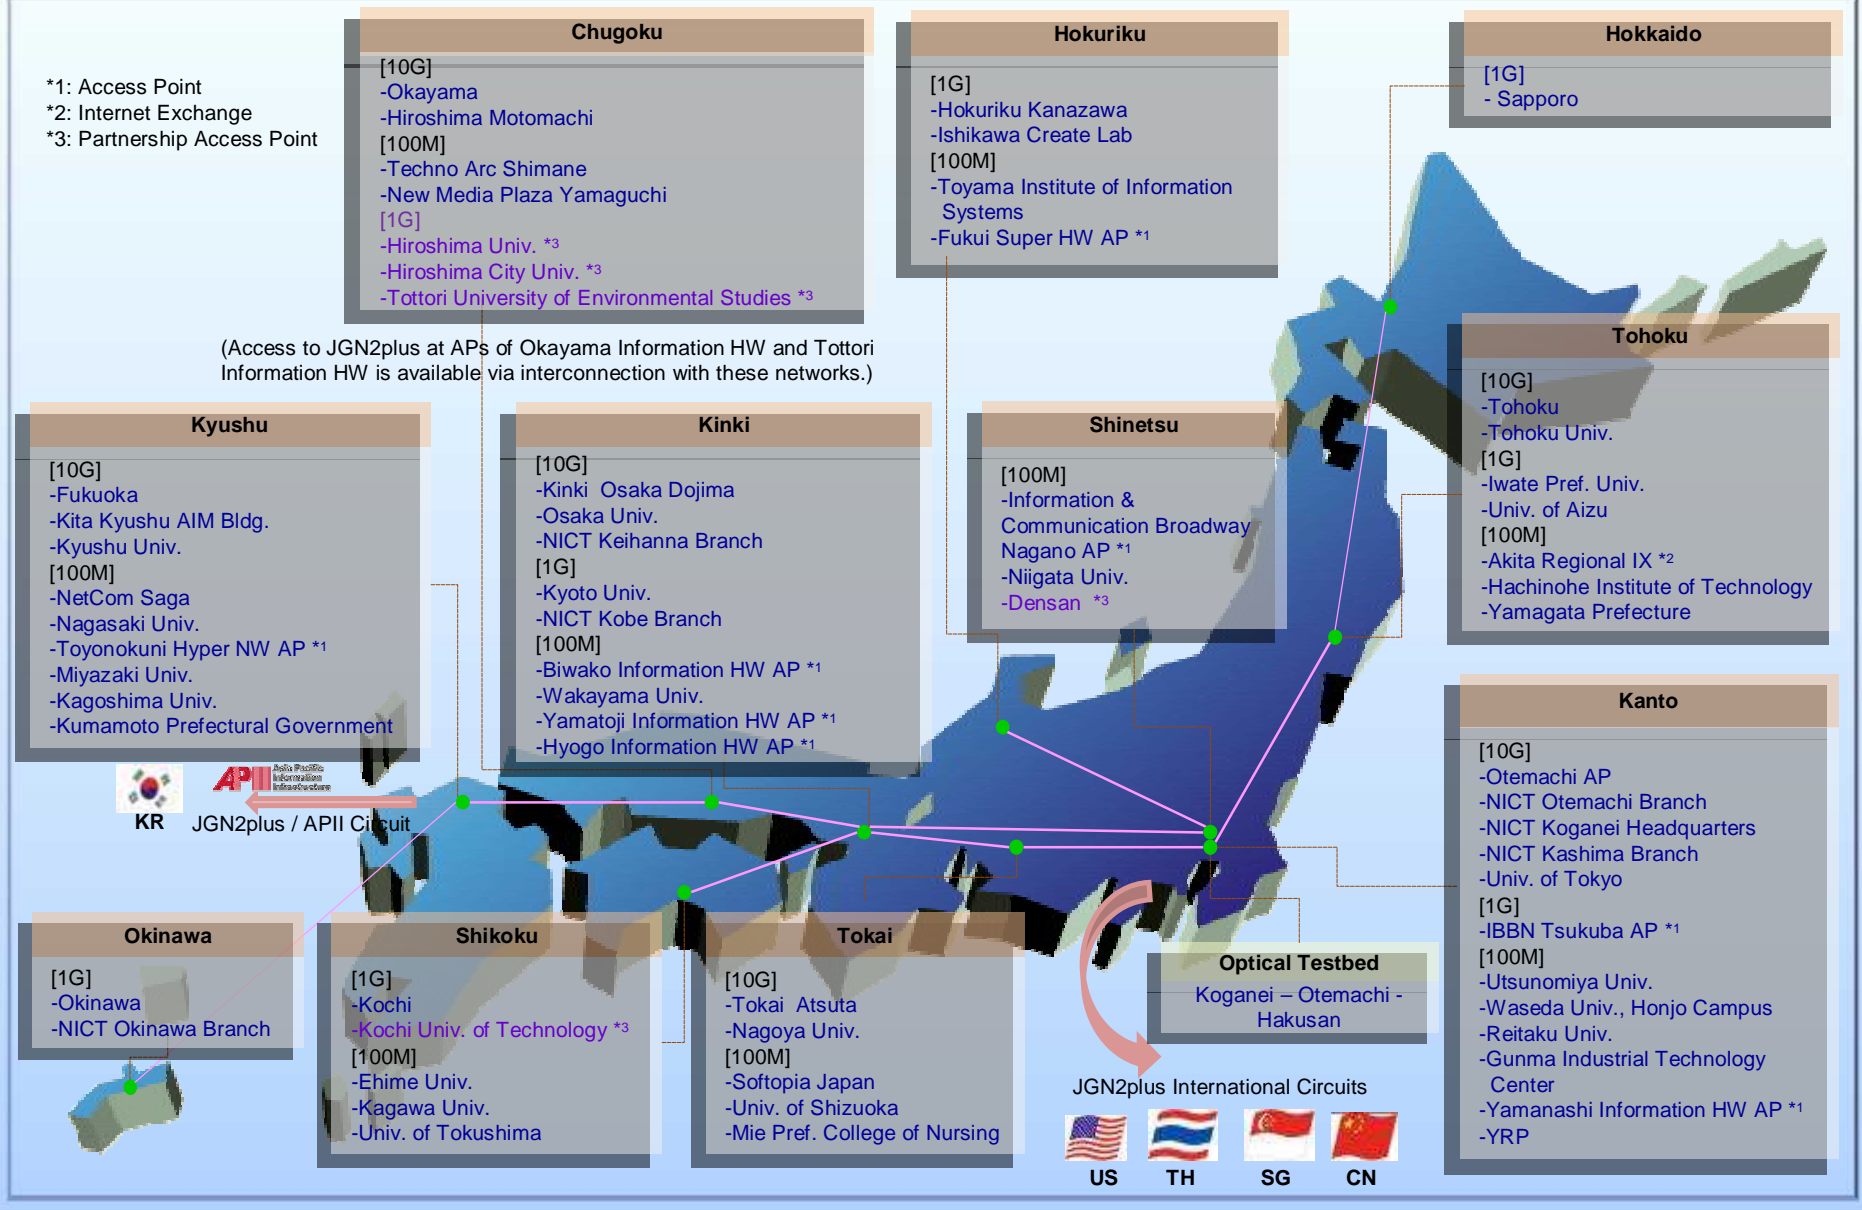 *1: Access Point
*2: Internet Exchange
*3: Partnership Access Point
Chugoku
[10G]
-Okayama
-Hiroshima Motomachi
[100M]
-Techno Arc Shimane
-New Media Plaza Yamaguchi
[1G]
-Hiroshima Univ. *3
-Hiroshima City Univ. *3
-Tottori University of Environmental Studies *3
(Access to JGN2plus at APs of Okayama Information HW and Tottori
Information HW is available via interconnection with these networks.)
Hokuriku
[1G]
-Hokuriku Kanazawa
-Ishikawa Create Lab
[100M]
-Toyama Institute of Information
Systems
-Fukui Super HW AP *1
Hokkaido
[1G]
- Sapporo
Tohoku
[10G]
-Tohoku
-Tohoku Univ.
[1G]
-Iwate Pref. Univ.
-Univ. of Aizu
[100M]
-Akita Regional IX *2
-Hachinohe Institute of Technology
-Yamagata Prefecture
Kyushu
[10G]
-Fukuoka
-Kita Kyushu AIM Bldg.
-Kyushu Univ.
[100M]
-NetCom Saga
-Nagasaki Univ.
-Toyonokuni Hyper NW AP *1
-Miyazaki Univ.
-Kagoshima Univ.
-Kumamoto Prefectural Government
Kinki
[10G]
-Kinki  Osaka Dojima
-Osaka Univ.
-NICT Keihanna Branch
[1G]
-Kyoto Univ.
-NICT Kobe Branch
[100M]
-Biwako Information HW AP *1
-Wakayama Univ.
-Yamatoji Information HW AP *1
-Hyogo Information HW AP *1
Shinetsu
[100M]
-Information &
Communication Broadway
Nagano AP *1
-Niigata Univ.
-Densan  *3
Kanto
[10G]
-Otemachi AP
-NICT Otemachi Branch
-NICT Koganei Headquarters
-NICT Kashima Branch
-Univ. of Tokyo
[1G]
-IBBN Tsukuba AP *1
[100M]
-Utsunomiya Univ.
-Waseda Univ., Honjo Campus
-Reitaku Univ.
-Gunma Industrial Technology
Center
-Yamanashi Information HW AP *1
-YRP
KR
APII
Asia Pacific
Information
Infrastructure
JGN2plus / APII Circuit
Okinawa
[1G]
-Okinawa
-NICT Okinawa Branch
Shikoku
[1G]
-Kochi
-Kochi Univ. of Technology *3
[100M]
-Ehime Univ.
-Kagawa Univ.
-Univ. of Tokushima
Tokai
[10G]
-Tokai  Atsuta
-Nagoya Univ.
[100M]
-Softopia Japan
-Univ. of Shizuoka
-Mie Pref. College of Nursing
Optical Testbed
Koganei – Otemachi -
Hakusan
JGN2plus International Circuits
US
TH
SG
CN